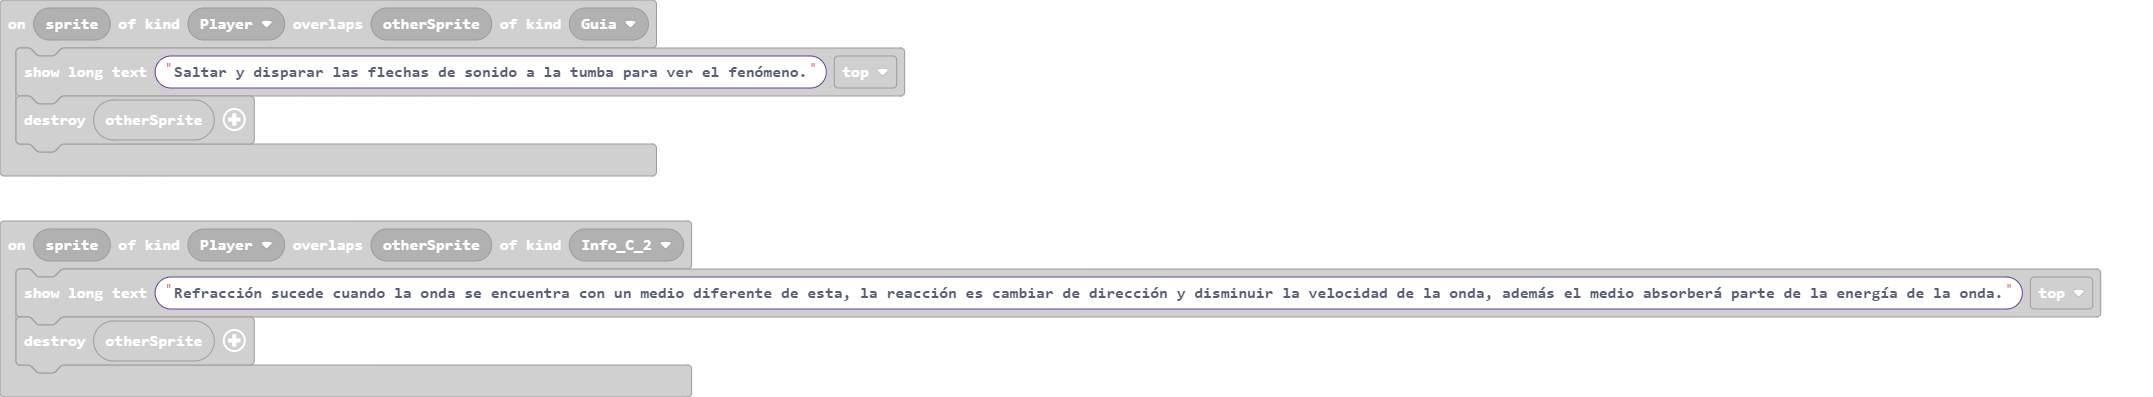 on sprite of kind Player overlaps otherSprite of kind Guia
show long text "Saltar y disparar las flechas de sonido a la tumba para ver el fenómeno." top
destroy otherSprite
on sprite of kind Player overlaps otherSprite of kind Info_C_2
show long text "Refracción sucede cuando la onda se encuentra con un medio diferente de esta, la reacción es cambiar de dirección y disminuir la velocidad de la onda, además el medio absorberá parte de la energía de la onda." top
destroy otherSprite